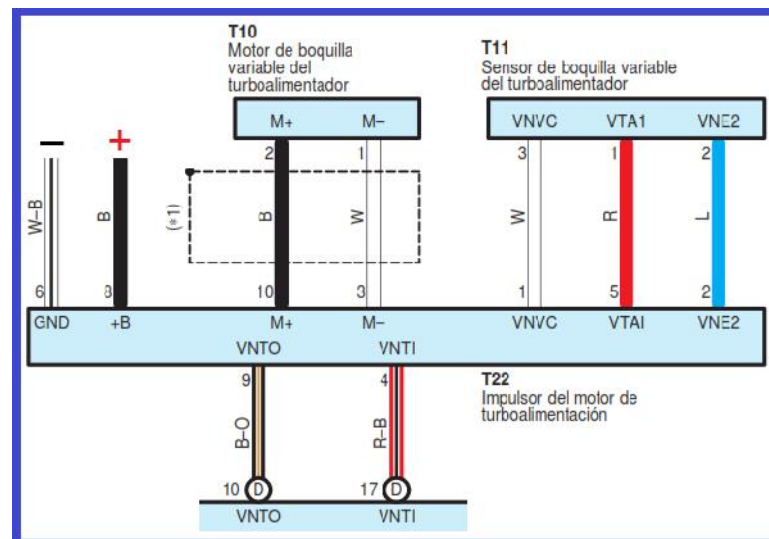 T10
Motor de boquilla
variable del
turboalimentador
T11
Sensor de boquilla variable
del turboalimentador
M+ M–
VNVC VTA1 VNE2
– +
2 1 3 1 2
W–B B (*1) B W W R L
6 8 10 3 1 5 2
GND +B M+ M– VNVC VTAI VNE2
VNTO VNTI
T22
Impulsor del motor de
turboalimentación
9 4
B–O R–B
10 D 17 D
VNTO VNTI